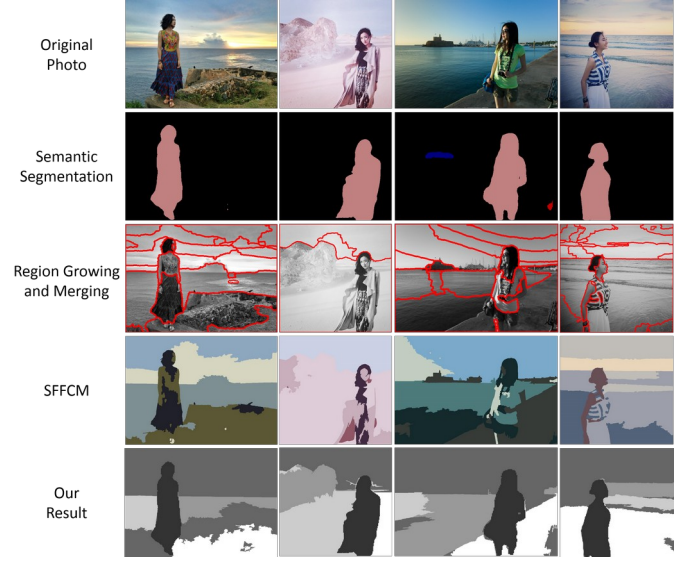 Original
Photo
Semantic
Segmentation
Region Growing
and Merging
SFFCM
Our
Result